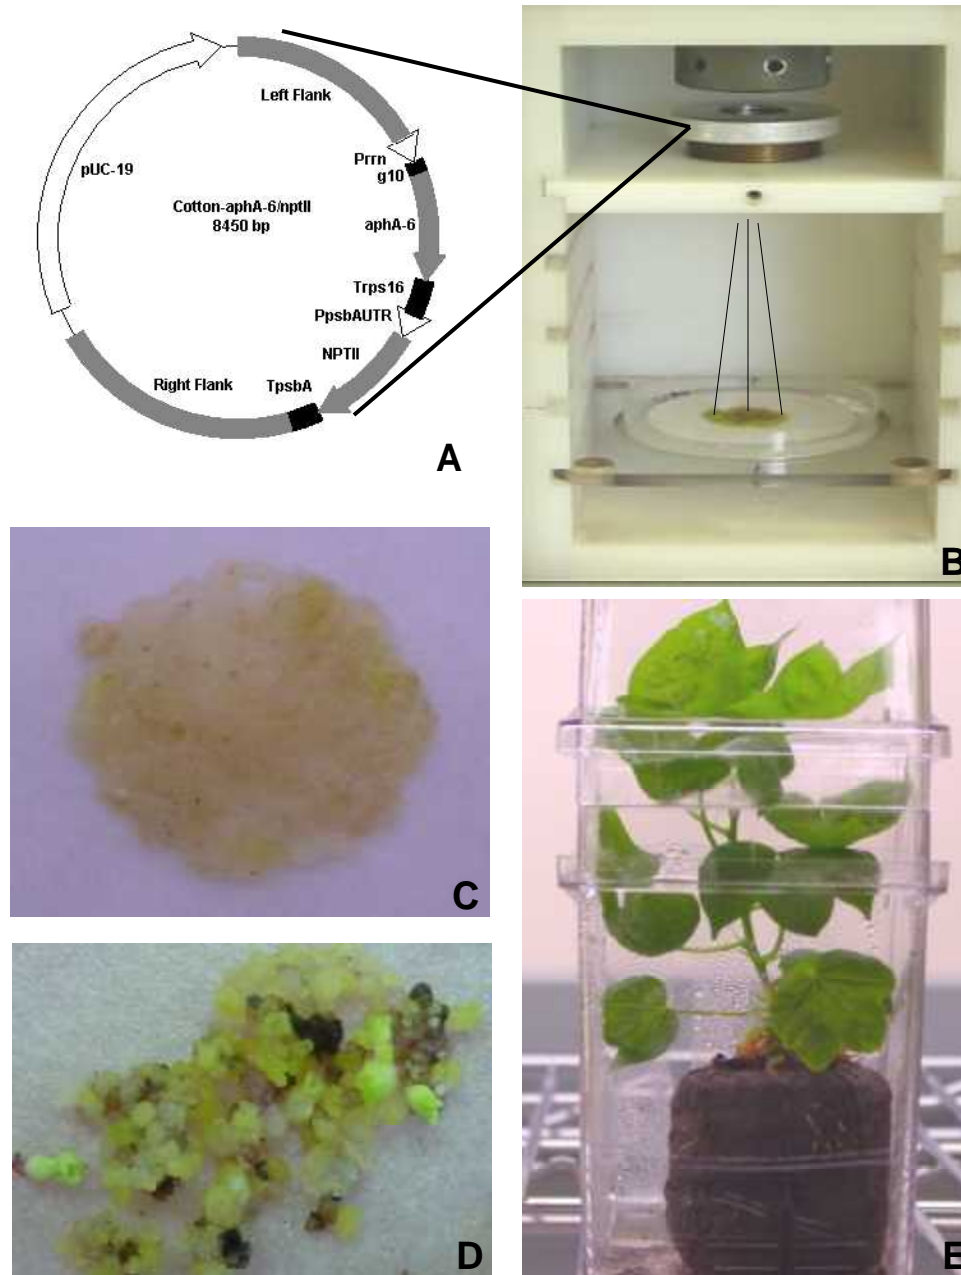 Left Flank
Prrn
g10
pUC-19
Cotton-aphA-6/nptII
8450 bp
aphA-6
Trps16
PpsbAUTR
NPTII
Right Flank
TpsbA
A
B
C
D
E